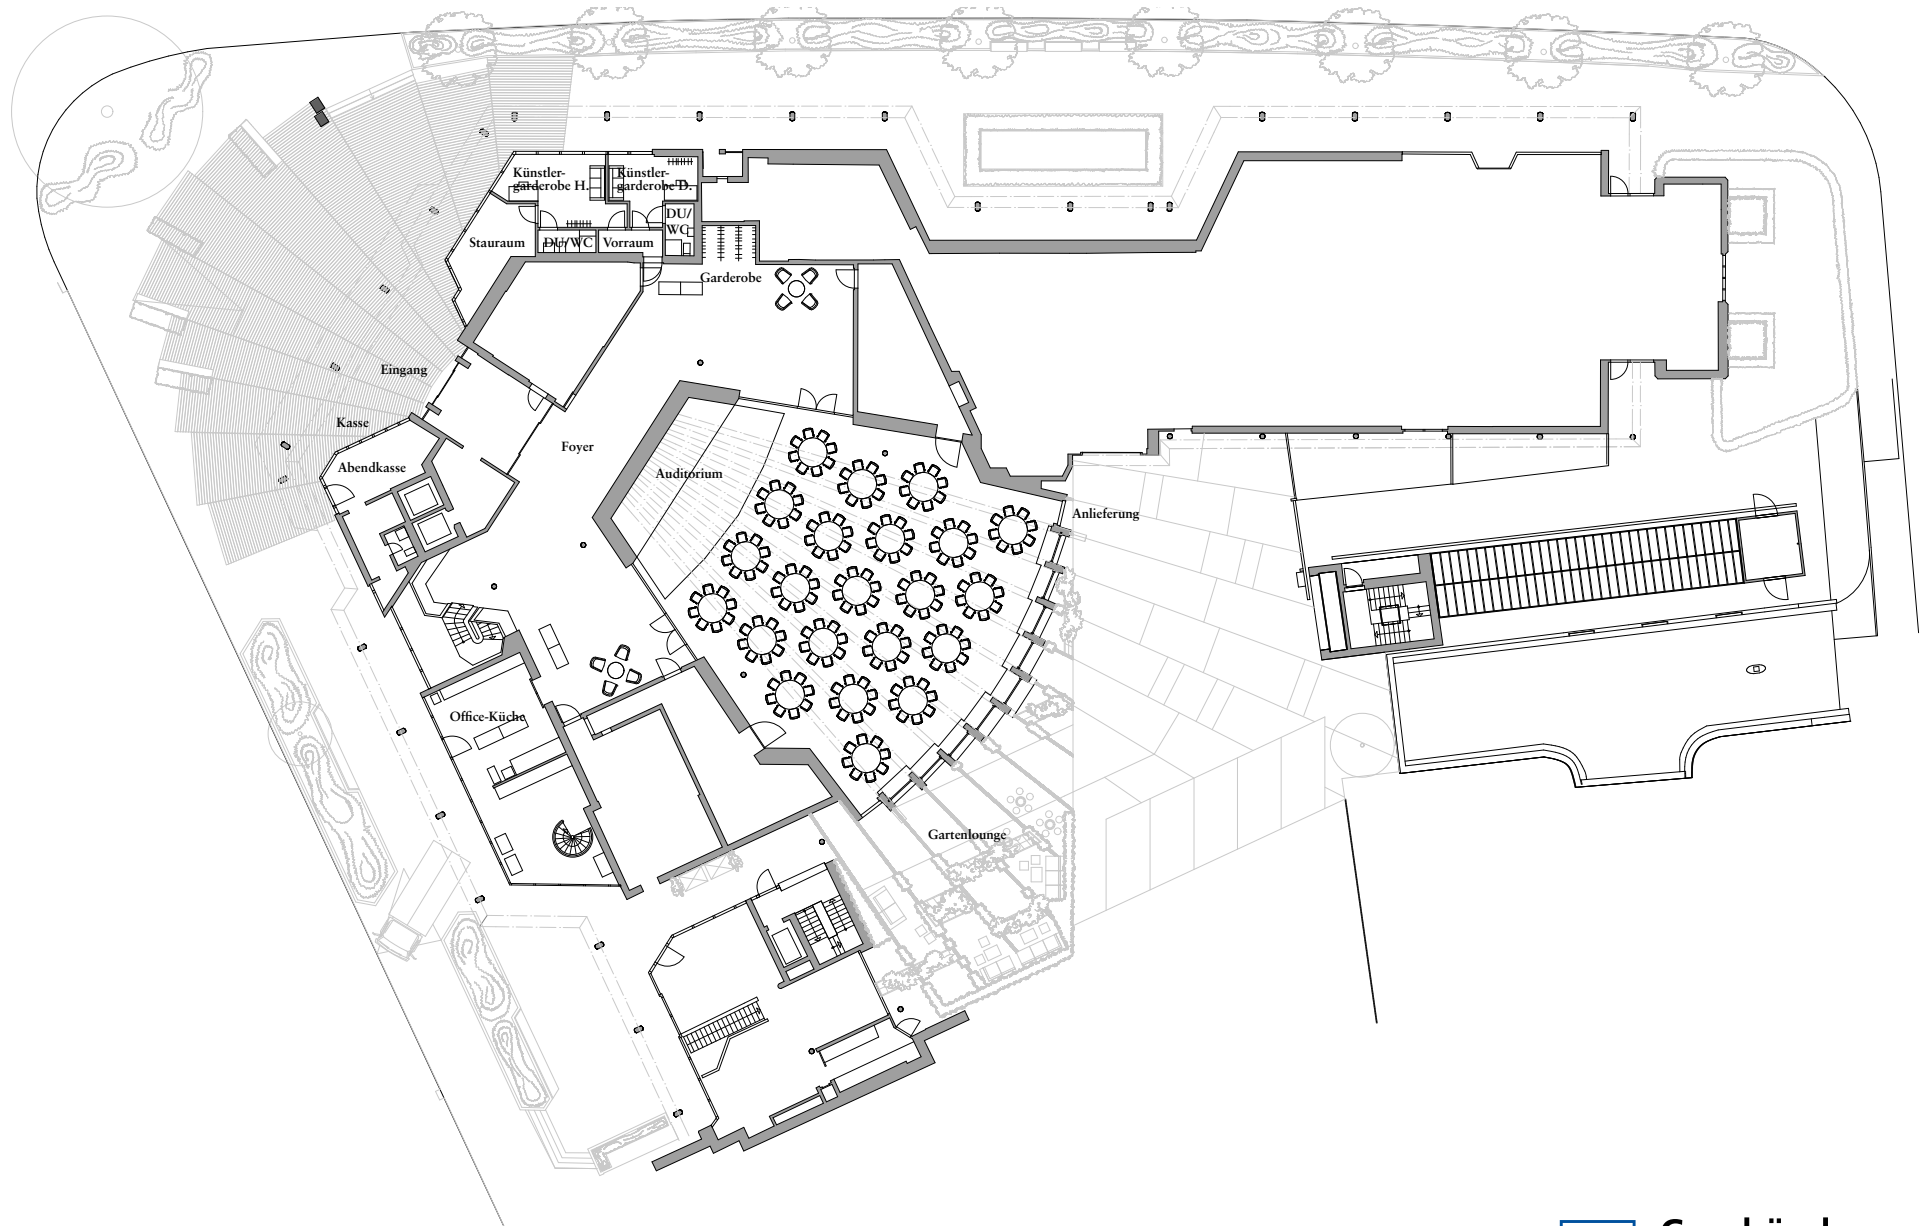 Künstler-
garderobe H.
Künstler-
garderobe D.
DU/
WC
Stauraum
DU/WC
Vorraum
Garderobe
Eingang
Kasse
Foyer
Abendkasse
Auditorium
Anlieferung
Office-Küche
Gartenlounge